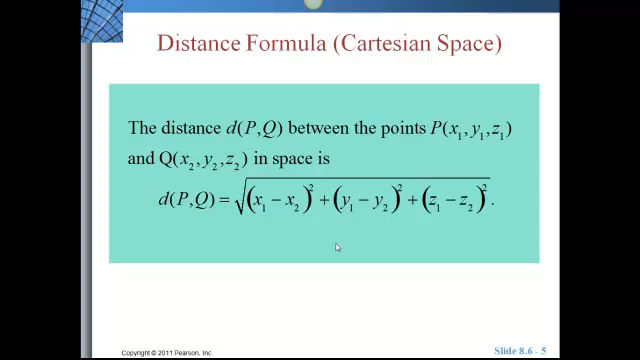 Distance Formula (Cartesian Space)
The distance d(P,Q) between the points P(x₁,y₁,z₁)
and Q(x₂,y₂,z₂) in space is
d(P,Q) = √((x₁ − x₂)² + (y₁ − y₂)² + (z₁ − z₂)²).
Copyright © 2011 Pearson, Inc.
Slide 8.6 - 5